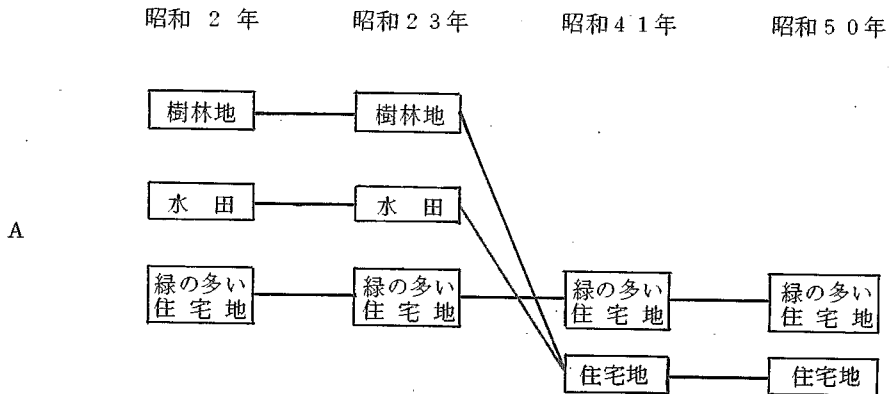 昭和 2 年 昭和23年 昭和41年 昭和50年
樹林地 樹林地
水 田 水 田
A
緑の多い 緑の多い 緑の多い 緑の多い
住 宅 地 住 宅 地 住 宅 地 住 宅 地
住宅地 住宅地